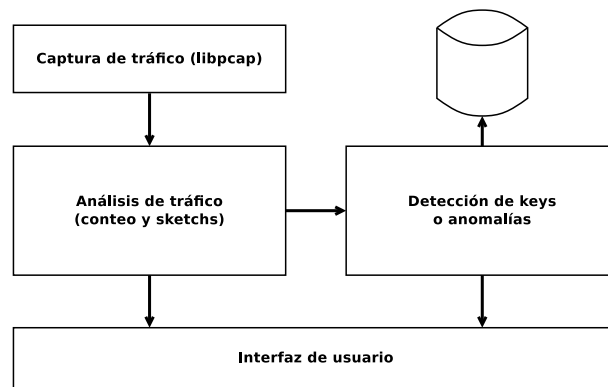 Captura de tráfico (libpcap)
Análisis de tráfico
(conteo y sketchs)
Detección de keys
o anomalías
Interfaz de usuario